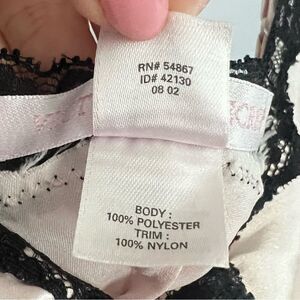 RN# 54867
ID# 42130
08 02
BODY :
100% POLYESTER
TRIM :
100% NYLON